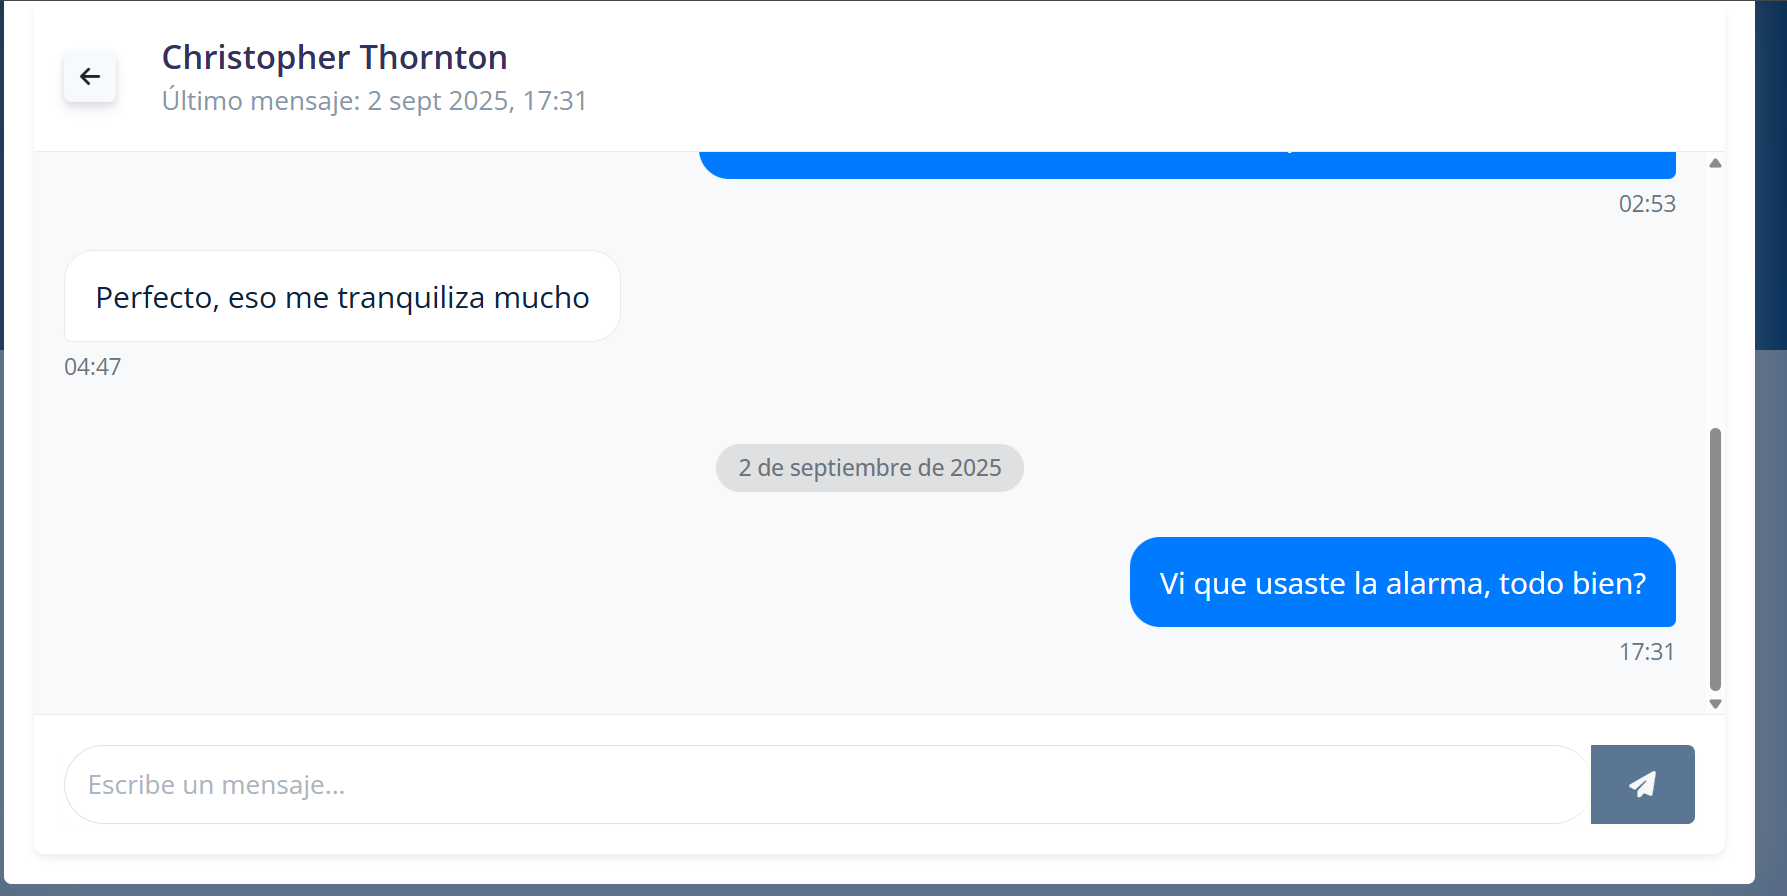 Christopher Thornton
Último mensaje: 2 sept 2025, 17:31
02:53
Perfecto, eso me tranquiliza mucho
04:47
2 de septiembre de 2025
Vi que usaste la alarma, todo bien?
17:31
Escribe un mensaje...